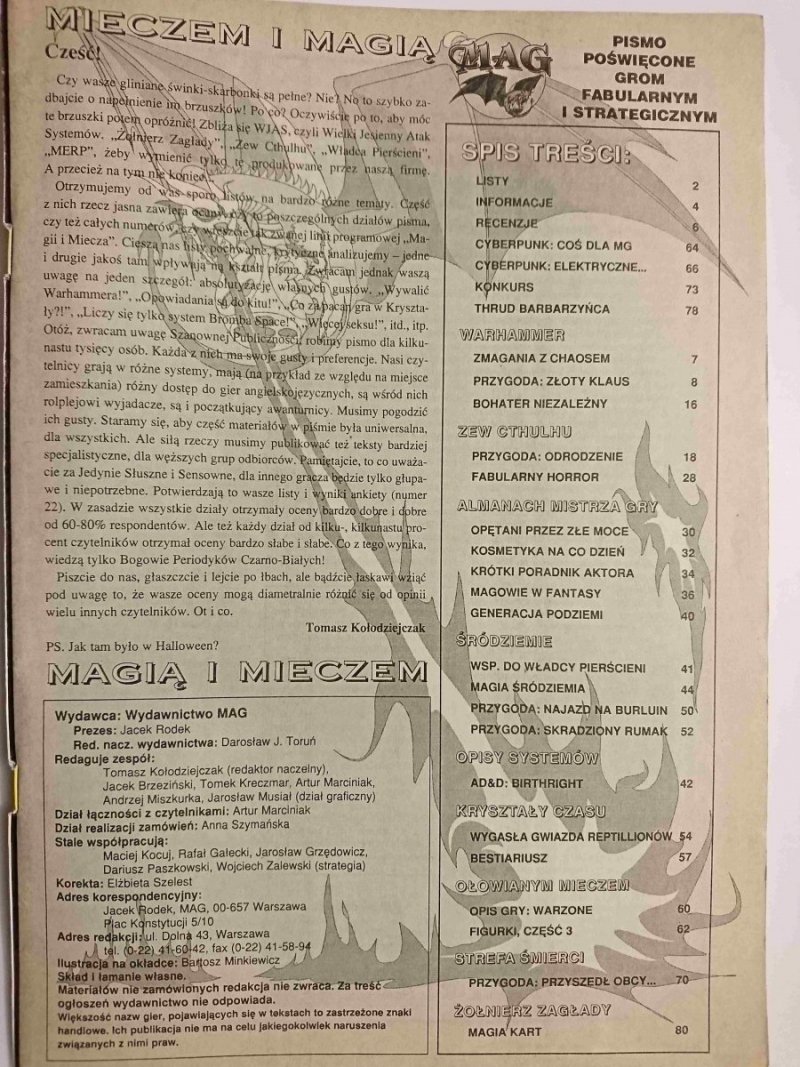 MIECZEM I MAGIĄ
Cześć!
Czy wasze gliniane świnki-skarbonki są pełne? Nie? No to szybko za-
dbajcie o napełnienie im brzuszków! Po co? Oczywiście po to, aby móc
te brzuszki potem opróżnić! Zbliża się WJAS, czyli Wielki Jesienny Atak
Systemów. „Żołnierz Zagłady”, „Zew Cthulhu”, „Władca Pierścieni”,
„MERP”, żeby wymienić tylko te produkowane przez naszą firmę.
A przecież na tym nie koniec!
Otrzymujemy od was sporo listów, na bardzo różne tematy. Część
z nich rzecz jasna zawiera oceny czy to poszczególnych działów pisma,
czy też całych numerów, czy wreszcie tak zwanej linii programowej „Ma-
gii i Miecza”. Cieszą nas listy pochwalne, krytyczne analizujemy – jedne
i drugie jakoś tam wpływają na kształt pisma. Zwracam jednak waszą
uwagę na jeden szczegół: absolutyzację własnych gustów. „Wywalić
Warhammera!”, „Opowiadania są do kitu!”, „Co za pacan gra w Kryszta-
ły?!”, „Liczy się tylko system Bromba Space!”, „Więcej seksu!”, itd., itp.
Otóż, zwracam uwagę Szanownej Publiczności, robimy pismo dla kilku-
nastu tysięcy osób. Każda z nich ma swoje gusty i preferencje. Nasi czy-
telnicy grają w różne systemy, mają (na przykład ze względu na miejsce
zamieszkania) różny dostęp do gier angielskojęzycznych, są wśród nich
rolplejowi wyjadacze, są i początkujący awanturnicy. Musimy pogodzić
ich gusty. Staramy się, aby część materiałów w piśmie była uniwersalna,
dla wszystkich. Ale siłą rzeczy musimy publikować też teksty bardziej
specjalistyczne, dla węższych grup odbiorców. Pamiętajcie, to co uważa-
cie za Jedynie Słuszne i Sensowne, dla innego gracza będzie tylko głupa-
we i niepotrzebne. Potwierdzają to wasze listy i wyniki ankiety (numer
22). W zasadzie wszystkie działy otrzymały oceny bardzo dobre i dobre
od 60-80% respondentów. Ale też każdy dział od kilku-, kilkunastu pro-
cent czytelników otrzymał oceny bardzo słabe i słabe. Co z tego wynika,
wiedzą tylko Bogowie Periodyków Czarno-Białych!
Piszcie do nas, głaszczcie i lejcie po łbach, ale bądźcie łaskawi wziąć
pod uwagę to, że wasze oceny mogą diametralnie różnić się od opinii
wielu innych czytelników. Ot i co.
Tomasz Kołodziejczak
PS. Jak tam było w Halloween?
MAGIĄ I MIECZEM
Wydawca: Wydawnictwo MAG
Prezes: Jacek Rodek
Red. nacz. wydawnictwa: Darosław J. Toruń
Redaguje zespół:
Tomasz Kołodziejczak (redaktor naczelny),
Jacek Brzeziński, Tomek Kreczmar, Artur Marciniak,
Andrzej Miszkurka, Jarosław Musiał (dział graficzny)
Dział łączności z czytelnikami: Artur Marciniak
Dział realizacji zamówień: Anna Szymańska
Stale współpracują:
Maciej Kocuj, Rafał Gałecki, Jarosław Grzędowicz,
Dariusz Paszkowski, Wojciech Zalewski (strategia)
Korekta: Elżbieta Szelest
Adres korespondencyjny:
Jacek Rodek, MAG, 00-657 Warszawa
Plac Konstytucji 5/10
Adres redakcji: ul. Dolna 43, Warszawa
tel. (0-22) 41-60-42, fax (0-22) 41-58-94
Ilustracja na okładce: Bartosz Minkiewicz
Skład i łamanie własne.
Materiałów nie zamówionych redakcja nie zwraca. Za treść
ogłoszeń wydawnictwo nie odpowiada.
Większość nazw gier, pojawiających się w tekstach to zastrzeżone znaki
handlowe. Ich publikacja nie ma na celu jakiegokolwiek naruszenia
związanych z nimi praw.
MAG
PISMO
POŚWIĘCONE
GROM
FABULARNYM
I STRATEGICZNYM
SPIS TREŚCI:
LISTY 2
INFORMACJE 4
RECENZJE 6
CYBERPUNK: COŚ DLA MG 64
CYBERPUNK: ELEKTRYCZNE... 66
KONKURS 73
THRUD BARBARZYŃCA 78
WARHAMMER
ZMAGANIA Z CHAOSEM 7
PRZYGODA: ZŁOTY KLAUS 8
BOHATER NIEZALEŻNY 16
ZEW CTHULHU
PRZYGODA: ODRODZENIE 18
FABULARNY HORROR 28
ALMANACH MISTRZA GRY
OPĘTANI PRZEZ ZŁE MOCE 30
KOSMETYKA NA CO DZIEŃ 32
KRÓTKI PORADNIK AKTORA 34
MAGOWIE W FANTASY 36
GENERACJA PODZIEMI 40
ŚRÓDZIEMIE
WSP. DO WŁADCY PIERŚCIENI 41
MAGIA ŚRÓDZIEMIA 44
PRZYGODA: NAJAZD NA BURLUIN 50
PRZYGODA: SKRADZIONY RUMAK 52
OPISY SYSTEMÓW
AD&D: BIRTHRIGHT 42
KRYSZTAŁY CZASU
WYGASŁA GWIAZDA REPTILLIONÓW 54
BESTIARIUSZ 57
OŁOWIANYM MIECZEM
OPIS GRY: WARZONE 60
FIGURKI, CZĘŚĆ 3 62
STREFA ŚMIERCI
PRZYGODA: PRZYSZEDŁ OBCY... 70
ŻOŁNIERZ ZAGŁADY
MAGIA KART 80